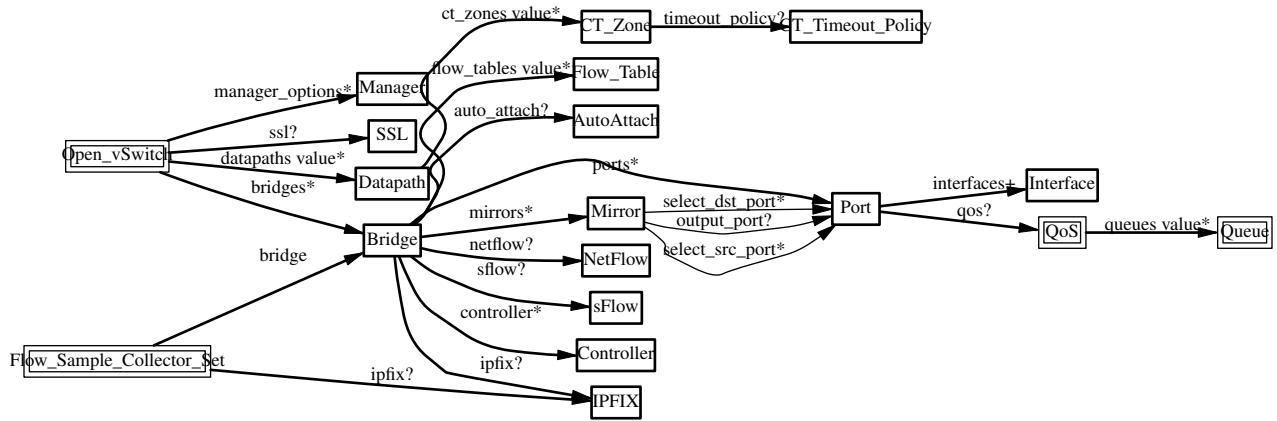 ct_zones value*
CT_Zone
timeout_policy?
CT_Timeout_Policy
flow_tables value*
Flow_Table
manager_options*
Manager
auto_attach?
AutoAttach
ssl?
SSL
Open_vSwitch
datapaths value*
Datapath
bridges*
ports*
interfaces+
Interface
mirrors*
Mirror
select_dst_port*
output_port?
select_src_port*
Port
qos?
QoS
queues value*
Queue
Bridge
bridge
netflow?
NetFlow
sflow?
sFlow
controller*
Controller
Flow_Sample_Collector_Set
ipfix?
ipfix?
IPFIX